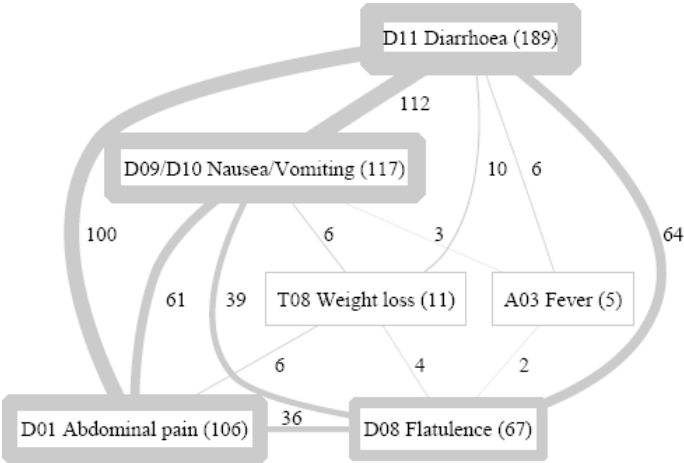 D11 Diarrhoea (189)
112
D09/D10 Nausea/Vomiting (117)
10
6
100
6
3
64
61
39
T08 Weight loss (11)
A03 Fever (5)
6
4
2
D01 Abdominal pain (106)
36
D08 Flatulence (67)